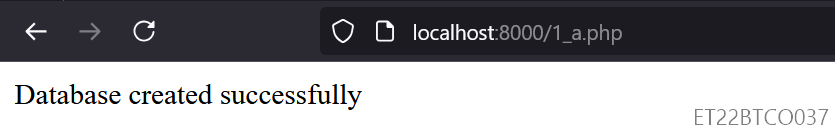 localhost:8000/1_a.php
Database created successfully
ET22BTCO037